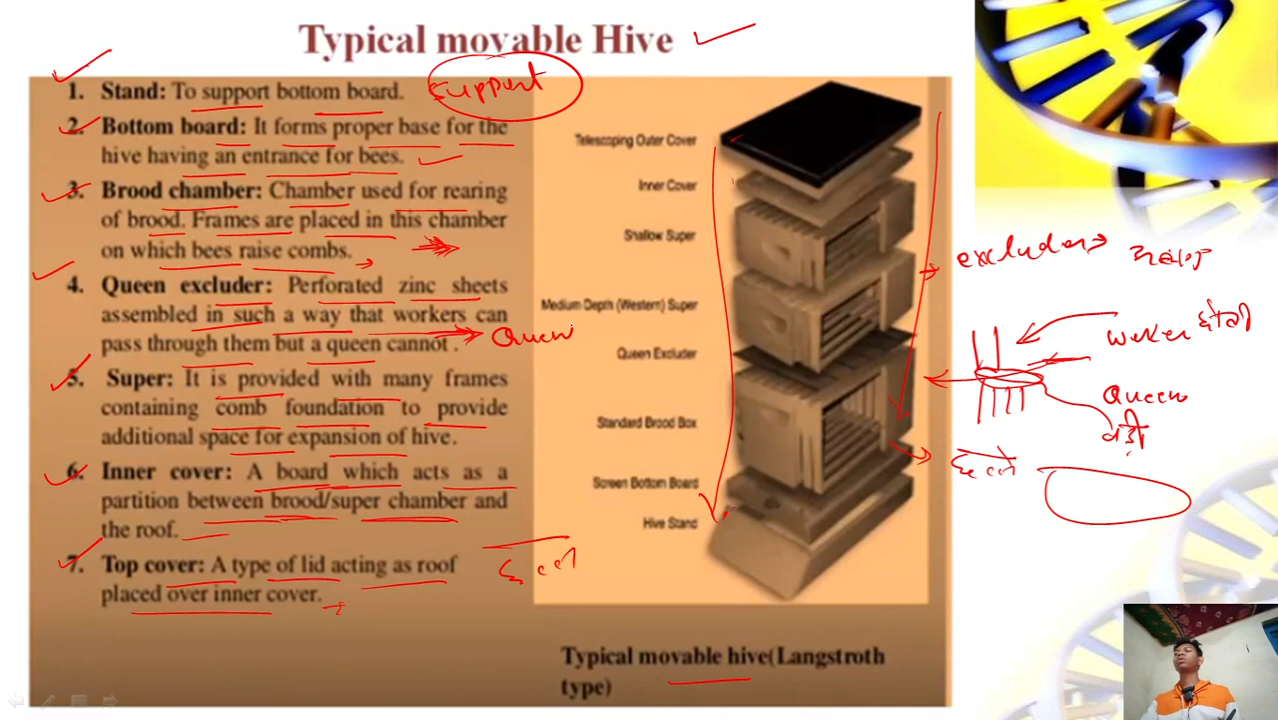 Typical movable Hive
1. Stand: To support bottom board.
support
2. Bottom board: It forms proper base for the
hive having an entrance for bees.
3. Brood chamber: Chamber used for rearing
of brood. Frames are placed in this chamber
on which bees raise combs.
4. Queen excluder: Perforated zinc sheets
assembled in such a way that workers can
pass through them but a queen cannot.
Queen
5. Super: It is provided with many frames
containing comb foundation to provide
additional space for expansion of hive.
6. Inner cover: A board which acts as a
partition between brood/super chamber and
the roof.
7. Top cover: A type of lid acting as roof
placed over inner cover.
Telescoping Outer Cover
Inner Cover
Shallow Super
Medium Depth (Western) Super
Queen Excluder
Standard Brood Box
Screen Bottom Board
Hive Stand
Typical movable hive(Langstroth
type)
excluder
Queen